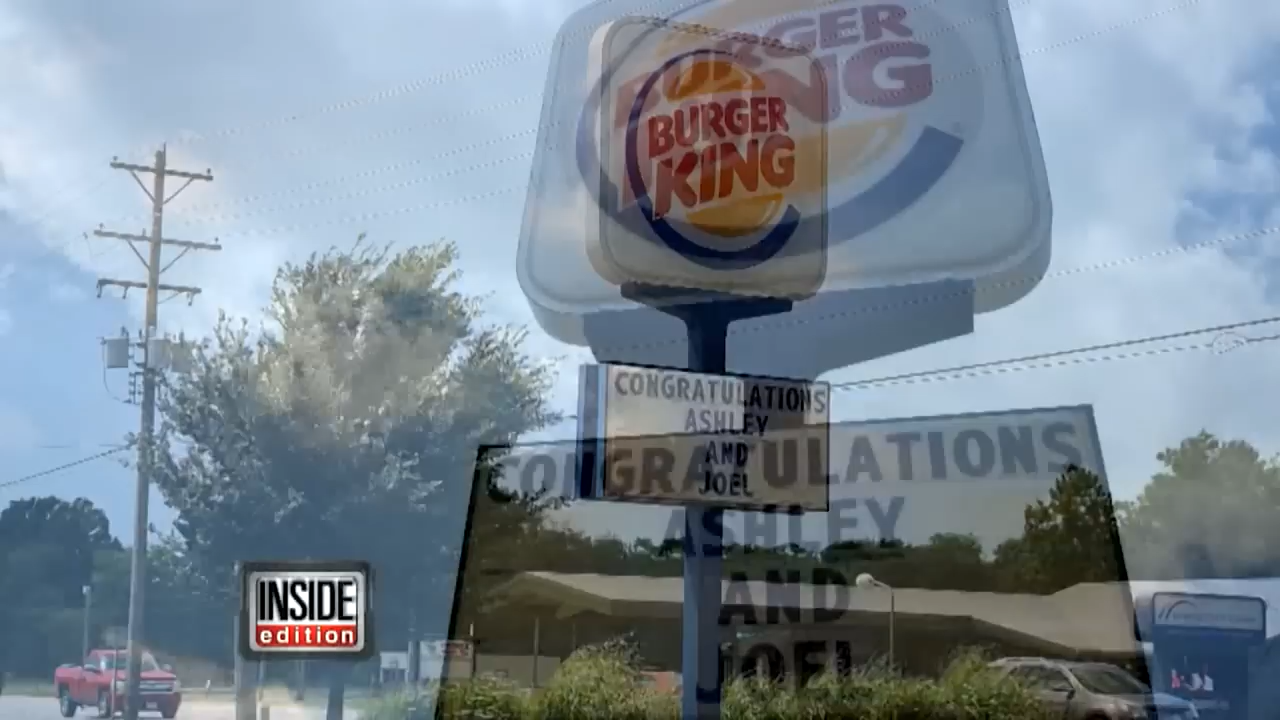 BURGER
KING
BURGER
KING
CONGRATULATIONS
ASHLEY
AND
JOEL
CONGRATULATIONS
ASHLEY
AND
JOEL
INSIDE
edition